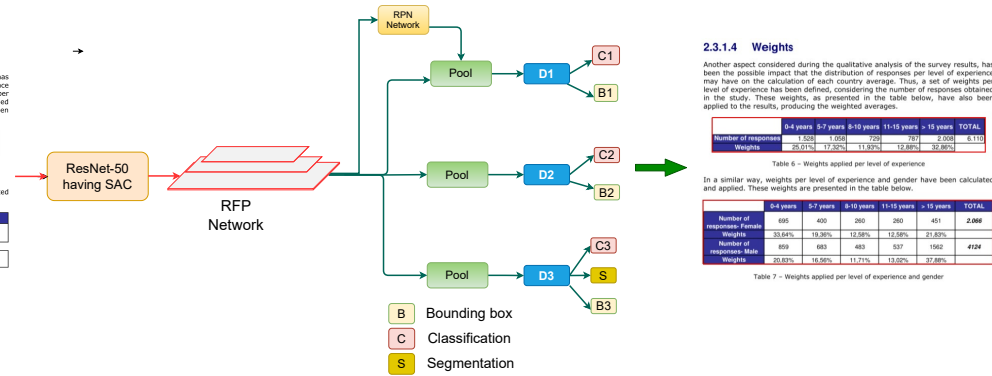 has
nce
per
ed
en
ted
ResNet-50
having SAC
RFP
Network
RPN
Network
Pool
D1
C1
B1
Pool
D2
C2
B2
Pool
D3
C3
S
B3
B Bounding box
C Classification
S Segmentation
2.3.1.4 Weights
Another aspect considered during the qualitative analysis of the survey results, has
been the possible impact that the distribution of responses per level of experience
may have on the calculation of each country average. Thus, a set of weights per
level of experience has been defined, considering the number of responses obtained
in the study. These weights, as presented in the table below, have also been
applied to the results, producing the weighted averages.
0-4 years 5-7 years 8-10 years 11-15 years > 15 years TOTAL
Number of responses 1.528 1.058 729 787 2.008 6.110
Weights 25,01% 17,32% 11,93% 12,88% 32,86%
Table 6 – Weights applied per level of experience
In a similar way, weights per level of experience and gender have been calculated
and applied. These weights are presented in the table below.
0-4 years 5-7 years 8-10 years 11-15 years > 15 years TOTAL
Number of
responses- Female 695 400 260 260 451 2.066
Weights 33,64% 19,36% 12,58% 12,58% 21,83%
Number of
responses- Male 859 683 483 537 1562 4124
Weights 20,83% 16,56% 11,71% 13,02% 37,88%
Table 7 – Weights applied per level of experience and gender